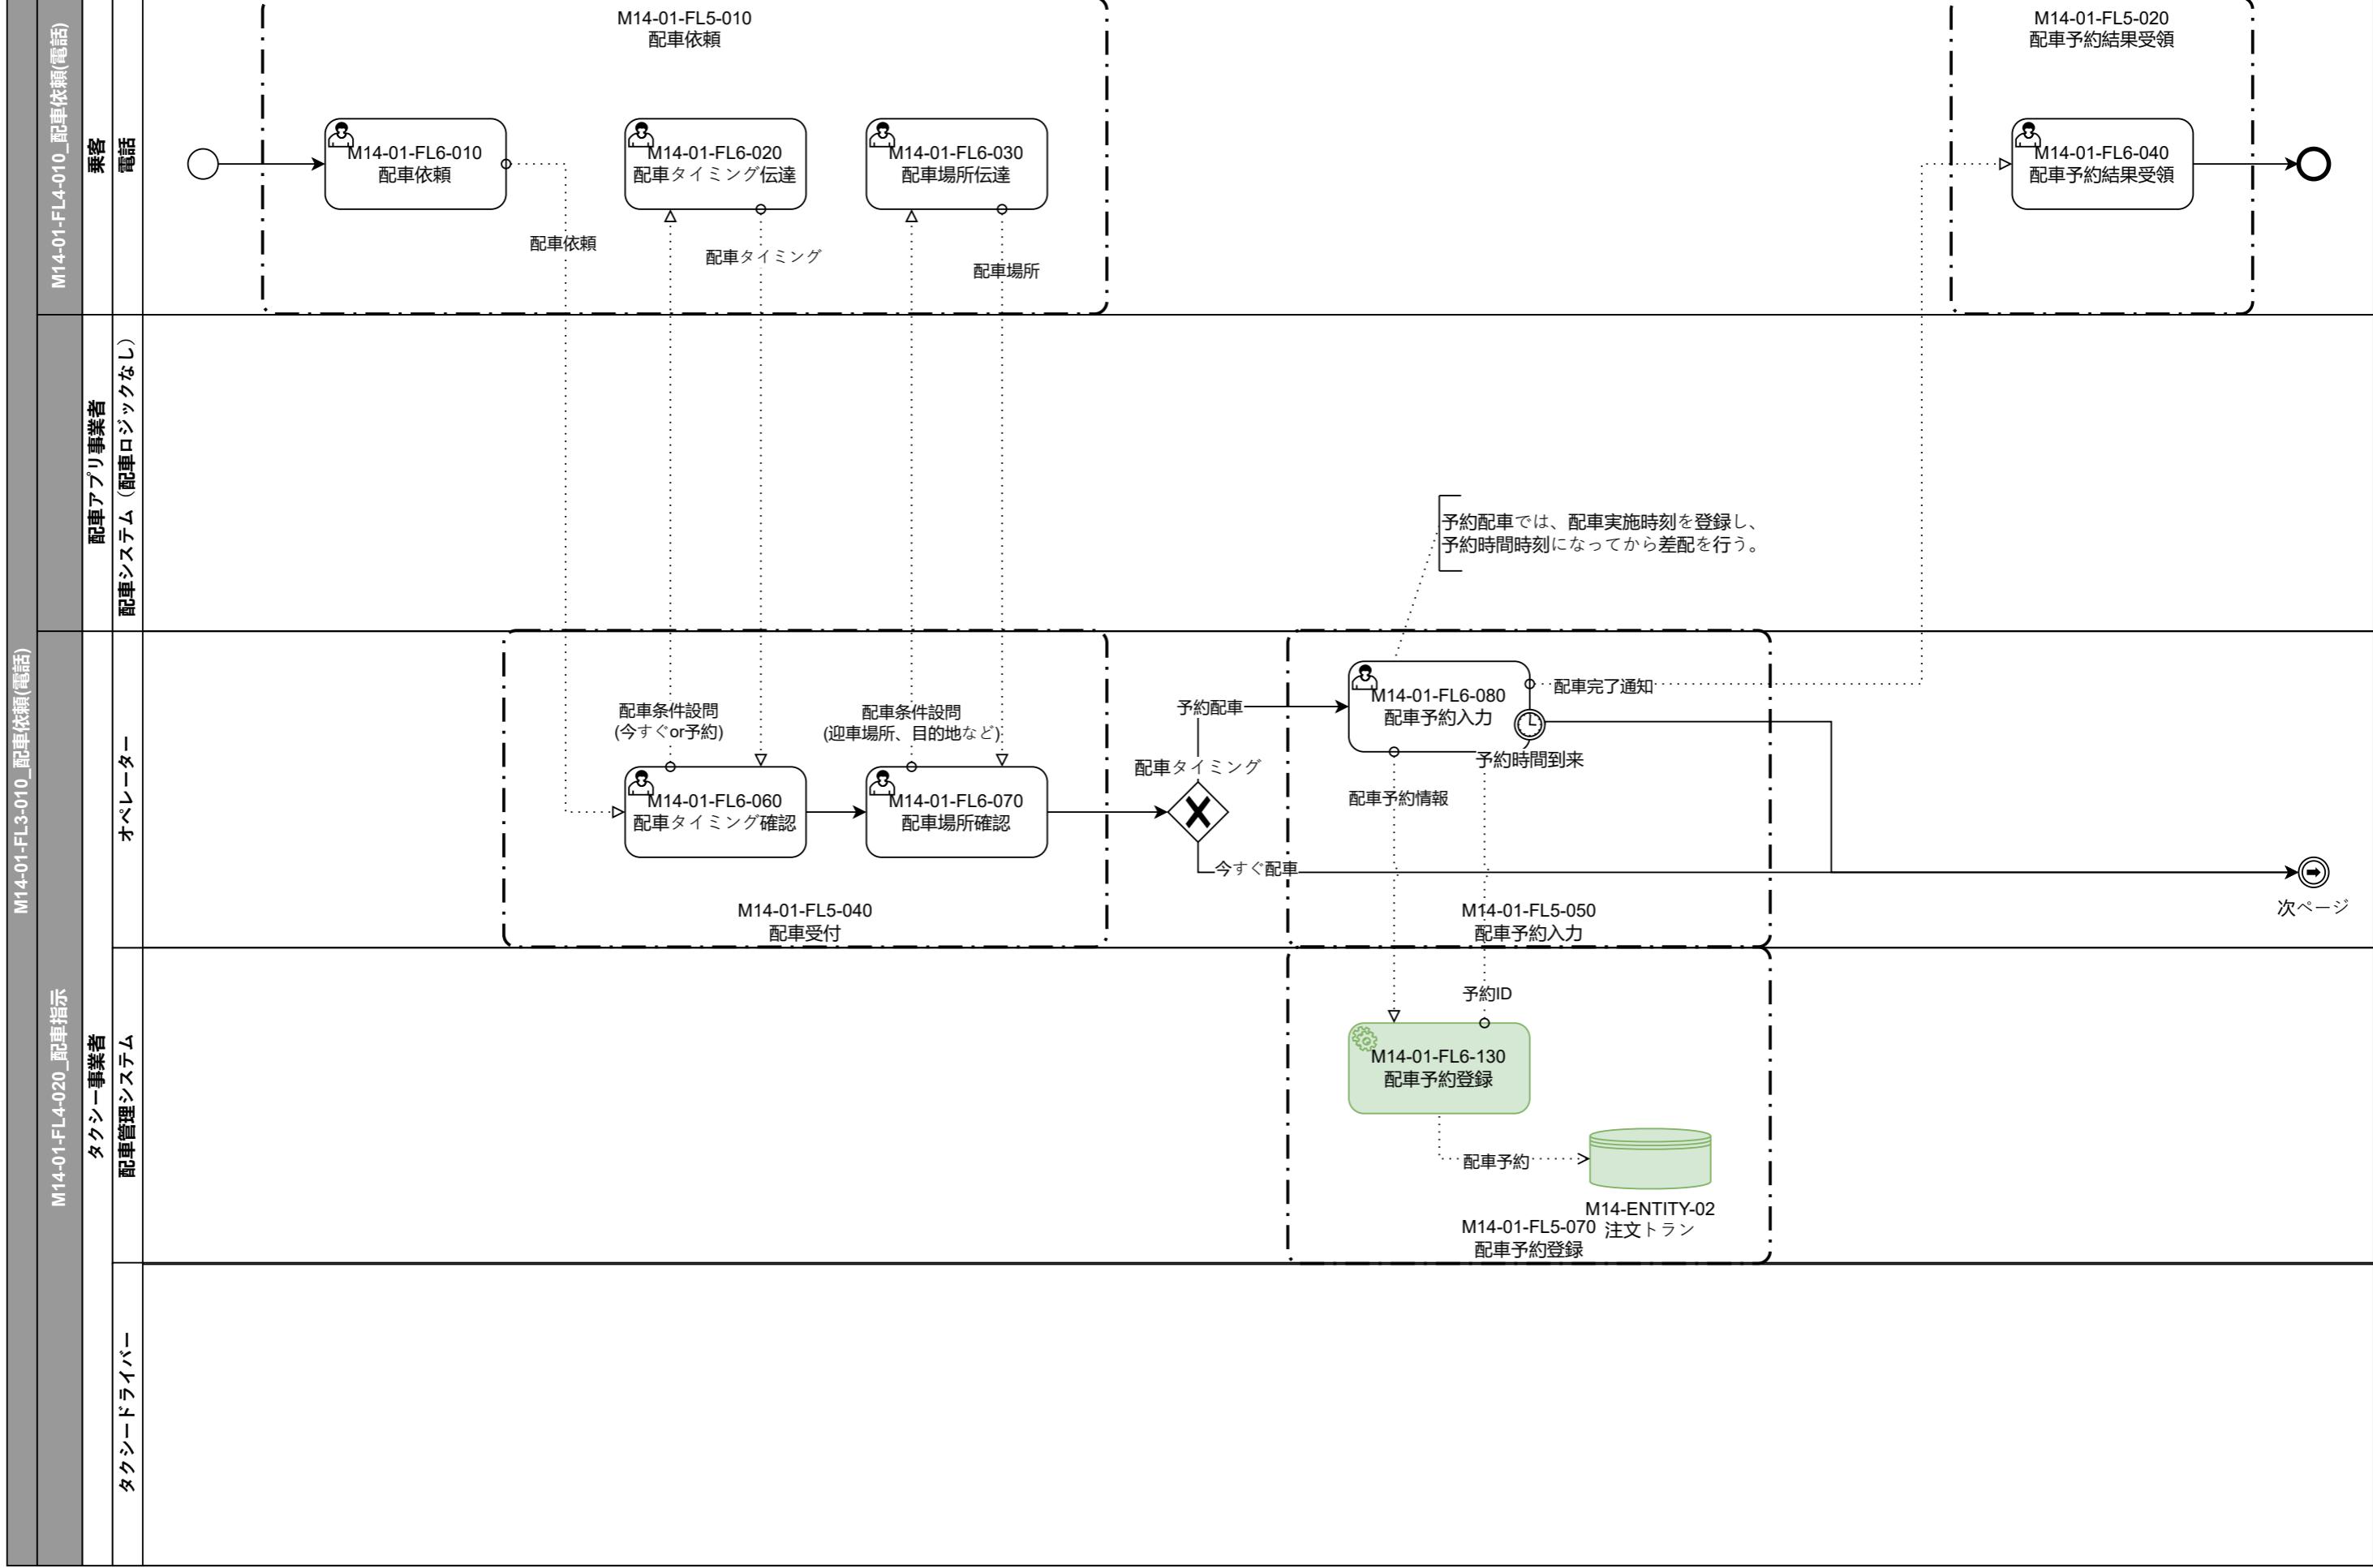 M14-01-FL3-010_配車依頼(電話)
M14-01-FL4-010_配車依頼(電話)
乗客
電話
M14-01-FL5-010
配車依頼
M14-01-FL6-010
配車依頼
M14-01-FL6-020
配車タイミング伝達
M14-01-FL6-030
配車場所伝達
M14-01-FL5-020
配車予約結果受領
M14-01-FL6-040
配車予約結果受領
配車依頼
配車タイミング
配車場所
配車アプリ事業者
配車システム（配車ロジックなし）
予約配車では、配車実施時刻を登録し、
予約時間時刻になってから差配を行う。
M14-01-FL4-020_配車指示
タクシー事業者
オペレーター
配車条件設問
(今すぐor予約)
配車条件設問
(迎車場所、目的地など)
M14-01-FL6-060
配車タイミング確認
M14-01-FL6-070
配車場所確認
M14-01-FL5-040
配車受付
配車タイミング
予約配車
今すぐ配車
M14-01-FL6-080
配車予約入力
配車完了通知
予約時間到来
配車予約情報
M14-01-FL5-050
配車予約入力
次ページ
配車管理システム
予約ID
M14-01-FL6-130
配車予約登録
配車予約
M14-ENTITY-02
注文トラン
M14-01-FL5-070
配車予約登録
タクシードライバー